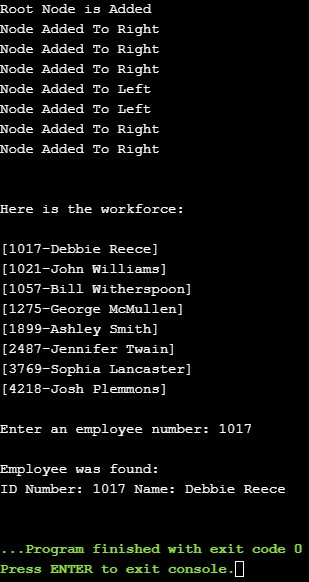 Root Node is Added
Node Added To Right
Node Added To Right
Node Added To Right
Node Added To Left
Node Added To Left
Node Added To Right
Node Added To Right
Here is the workforce:
[1017-Debbie Reece]
[1021-John Williams]
[1057-Bill Witherspoon]
[1275-George McMullen]
[1899-Ashley Smith]
[2487-Jennifer Twain]
[3769-Sophia Lancaster]
[4218-Josh Plemmons]
Enter an employee number: 1017
Employee was found:
ID Number: 1017 Name: Debbie Reece
...Program finished with exit code 0
Press ENTER to exit console.